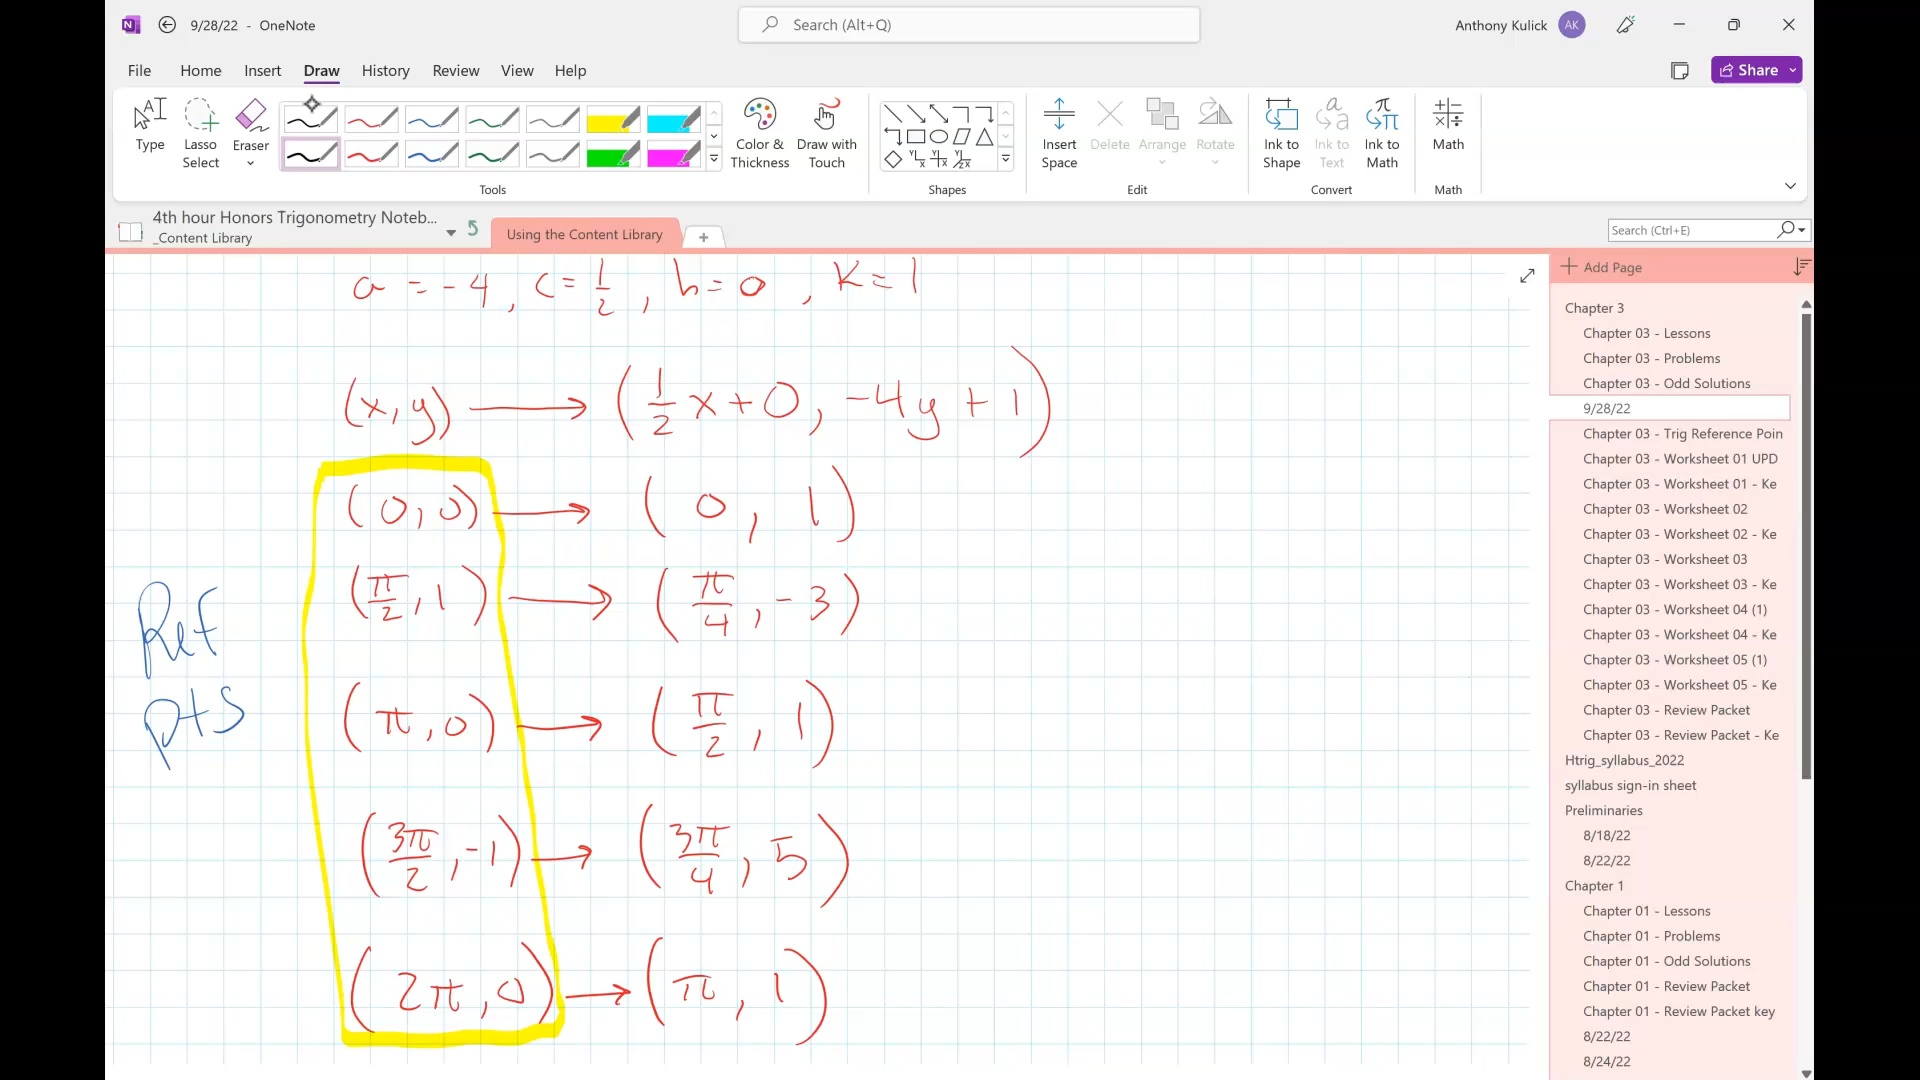 9/28/22 - OneNote
Search (Alt+Q)
Anthony Kulick AK
File Home Insert Draw History Review View Help
Share
Type
Lasso Select
Eraser
Color & Thickness
Draw with Touch
Insert Space
Delete
Arrange
Rotate
Ink to Shape
Ink to Text
Ink to Math
Math
Tools Shapes Edit Convert Math
4th hour Honors Trigonometry Noteb...
_Content Library
Using the Content Library
Search (Ctrl+E)
a = -4, c = 1/2, h = 0, K = 1
(x, y) → (1/2 x + 0, -4y + 1)
(0, 0) → (0, 1)
(π/2, 1) → (π/4, -3)
(π, 0) → (π/2, 1)
(3π/2, -1) → (3π/4, 5)
(2π, 0) → (π, 1)
Ref
pts
Add Page
Chapter 3
Chapter 03 - Lessons
Chapter 03 - Problems
Chapter 03 - Odd Solutions
9/28/22
Chapter 03 - Trig Reference Poin
Chapter 03 - Worksheet 01 UPD
Chapter 03 - Worksheet 01 - Ke
Chapter 03 - Worksheet 02
Chapter 03 - Worksheet 02 - Ke
Chapter 03 - Worksheet 03
Chapter 03 - Worksheet 03 - Ke
Chapter 03 - Worksheet 04 (1)
Chapter 03 - Worksheet 04 - Ke
Chapter 03 - Worksheet 05 (1)
Chapter 03 - Worksheet 05 - Ke
Chapter 03 - Review Packet
Chapter 03 - Review Packet - Ke
Htrig_syllabus_2022
syllabus sign-in sheet
Preliminaries
8/18/22
8/22/22
Chapter 1
Chapter 01 - Lessons
Chapter 01 - Problems
Chapter 01 - Odd Solutions
Chapter 01 - Review Packet
Chapter 01 - Review Packet key
8/22/22
8/24/22